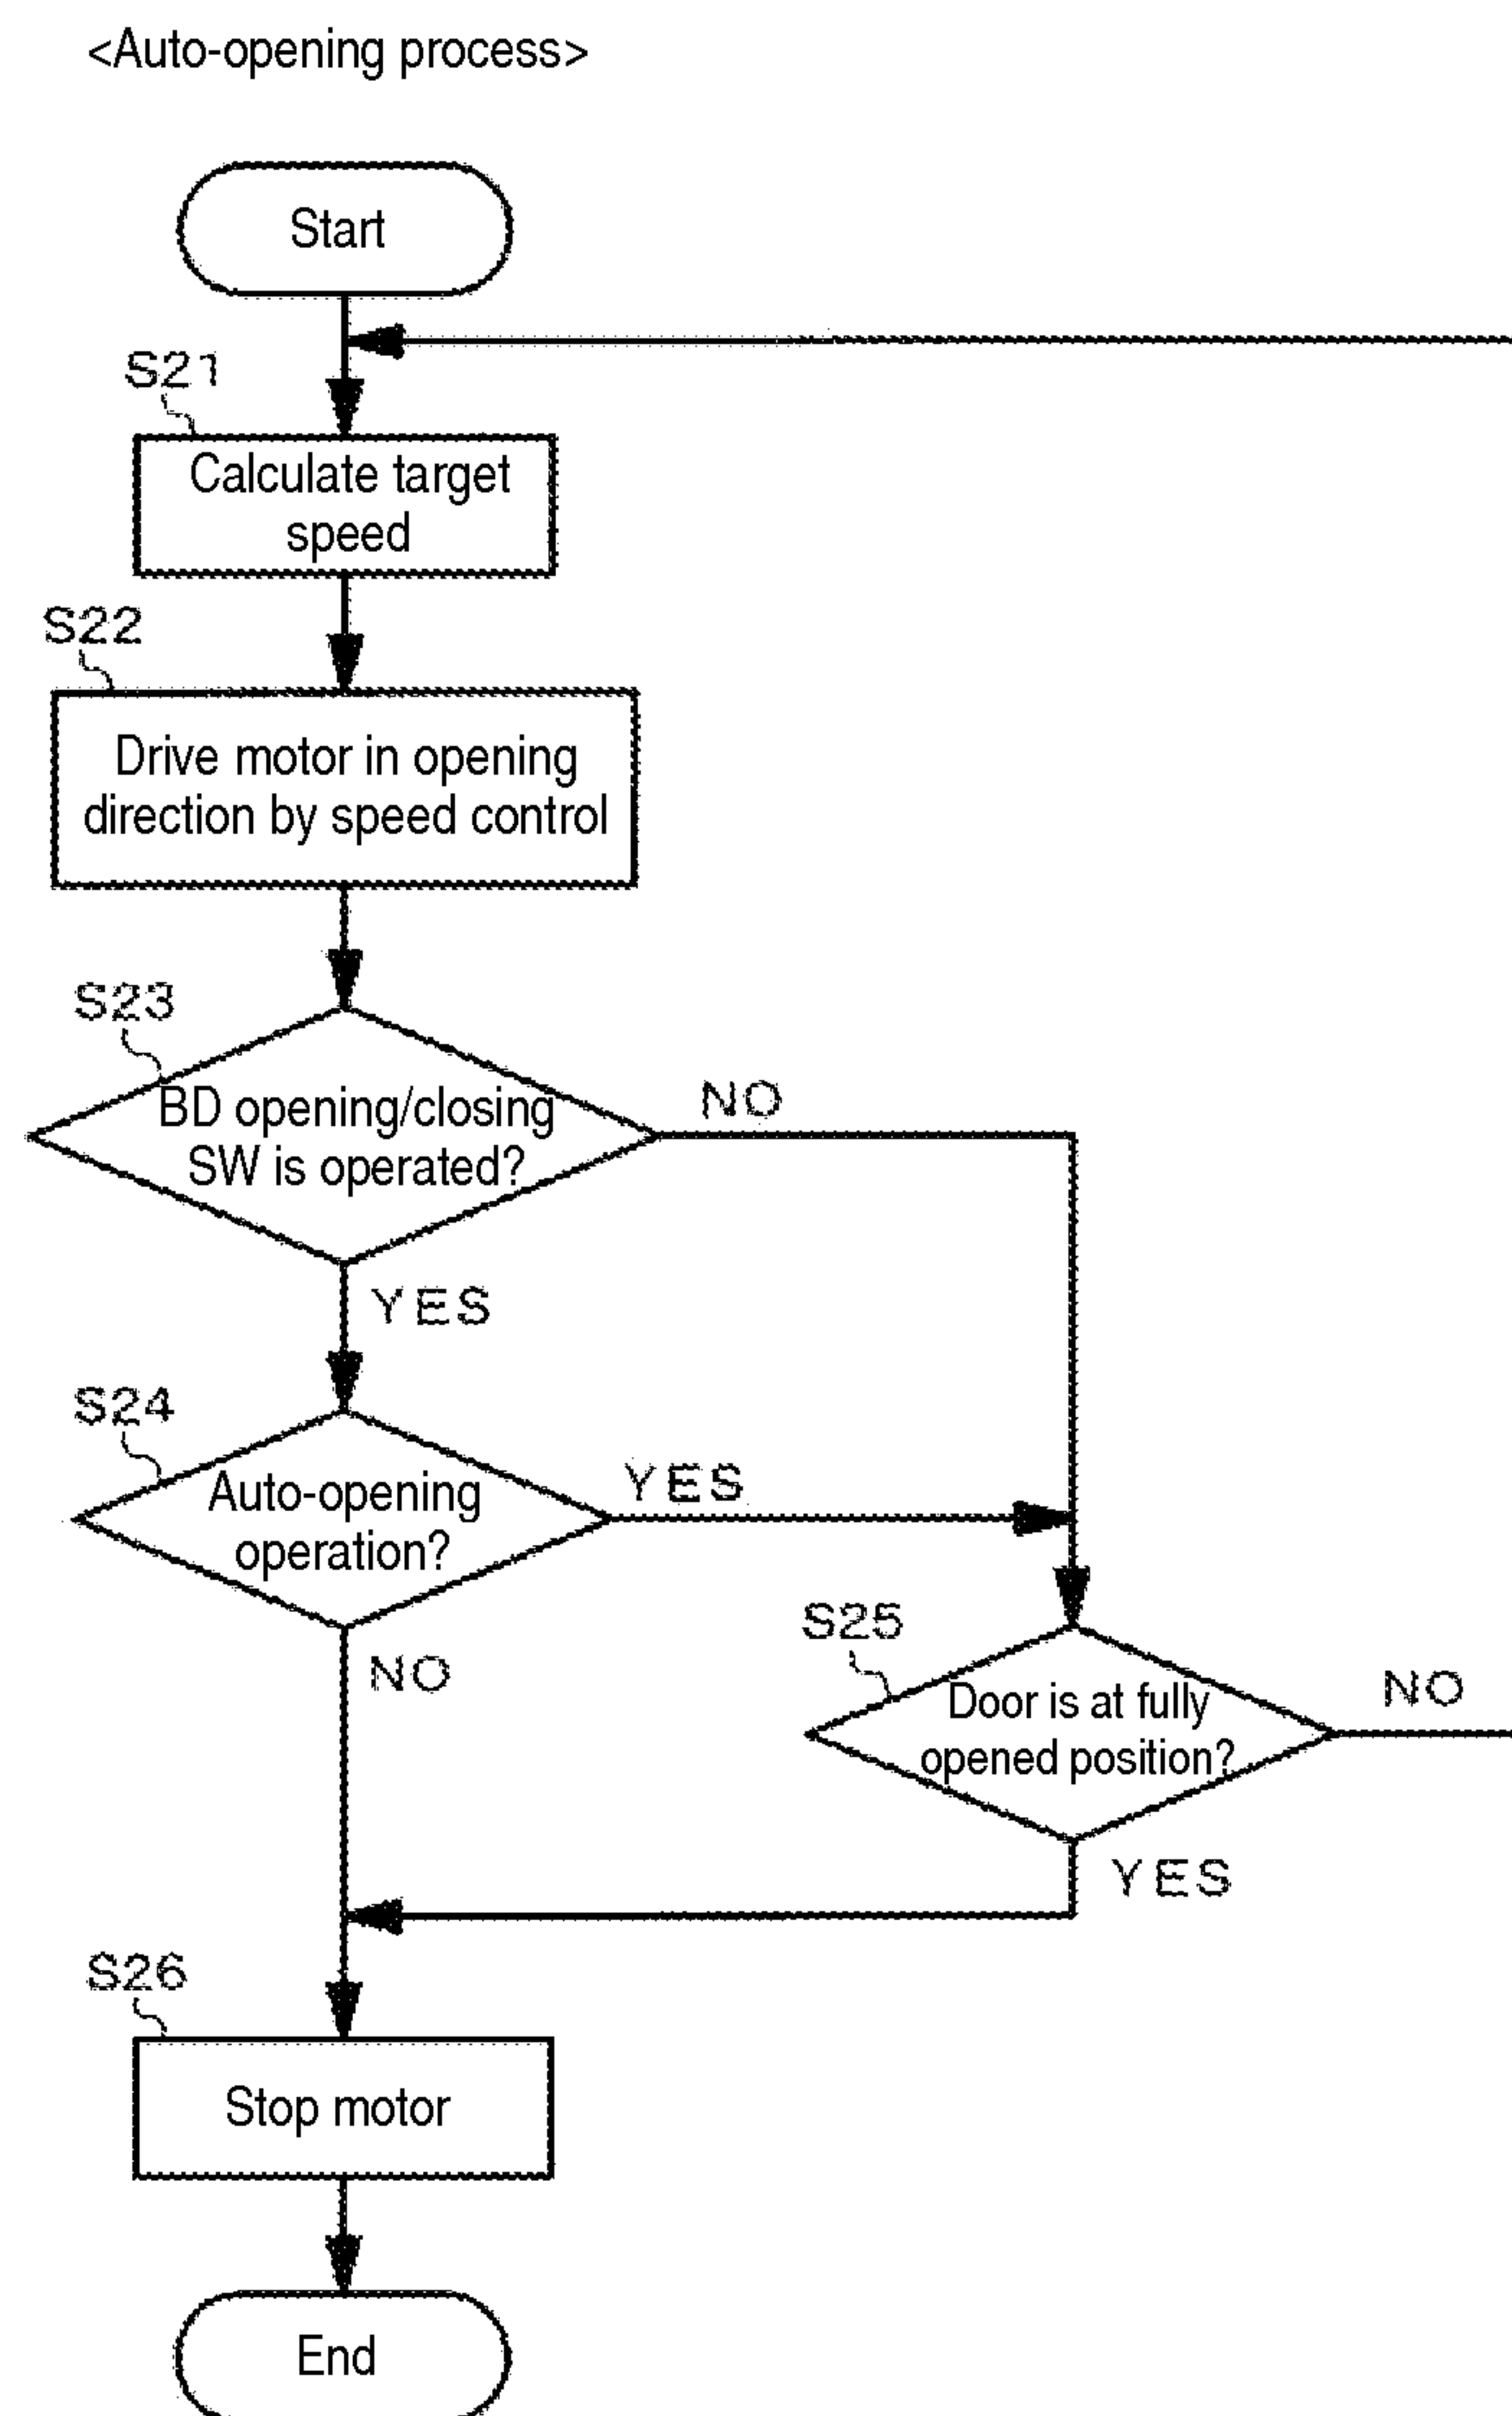 <Auto-opening process>
Start
S21
Calculate target
speed
S22
Drive motor in opening
direction by speed control
S23
BD opening/closing
SW is operated?
NO
YES
S24
Auto-opening
operation?
YES
NO
S25
Door is at fully
opened position?
NO
YES
S26
Stop motor
End